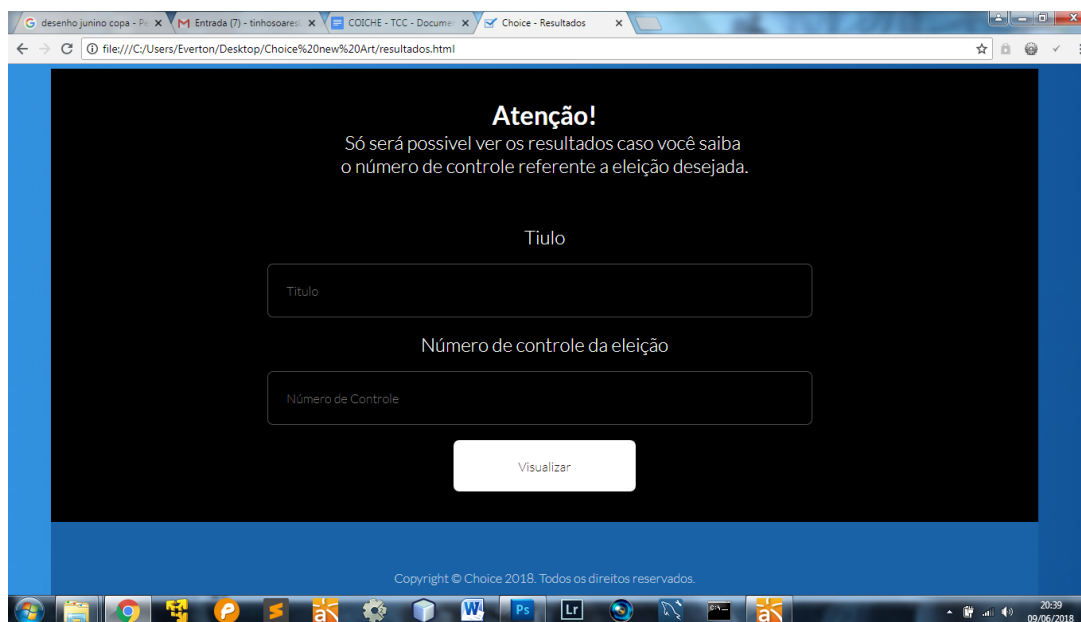 desenho junino copa - Pe
Entrada (7) - tinhosoares
COICHE - TCC - Docume
Choice - Resultados
file:///C:/Users/Everton/Desktop/Choice%20new%20Art/resultados.html
Atenção!
Só será possivel ver os resultados caso você saiba
o número de controle referente a eleição desejada.
Tiulo
Titulo
Número de controle da eleição
Número de Controle
Visualizar
Copyright © Choice 2018. Todos os direitos reservados.
Ps
Lr
20:39
09/06/2018